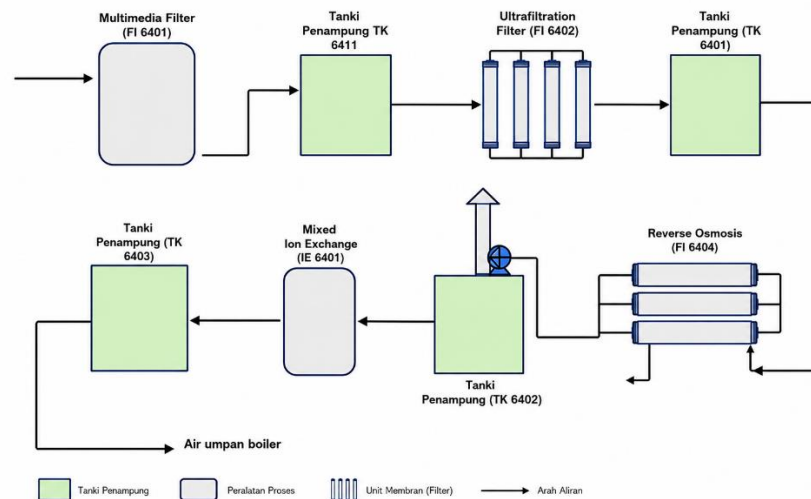 Multimedia Filter
(FI 6401)
Tanki
Penampung TK
6411
Ultrafiltration
Filter (FI 6402)
Tanki
Penampung (TK
6401)
Tanki
Penampung (TK
6403)
Mixed
Ion Exchange
(IE 6401)
Tanki
Penampung (TK 6402)
Reverse Osmosis
(FI 6404)
Air umpan boiler
Tanki Penampung
Peralatan Proses
Unit Membran (Filter)
Arah Aliran